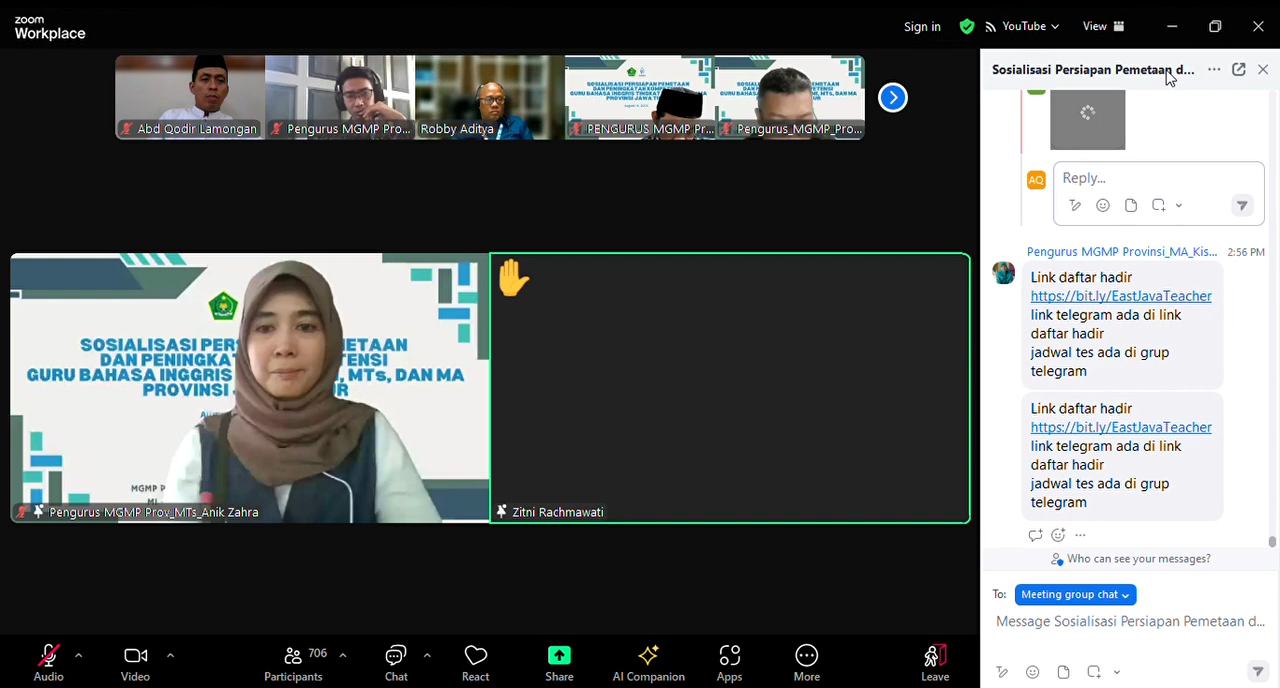 zoom
Workplace
Sign in
YouTube
View
Abd Qodir Lamongan
Pengurus MGMP Pro...
Robby Aditya
PENGURUS MGMP Pr...
Pengurus_MGMP_Pro...
SOSIALISASI PERS
METAAN
DAN PENINGKAT
TENSI
GURU BAHASA INGGRIS
, MTs, DAN MA
PROVINSI
UR
Pengurus MGMP Prov_MTs_Anik Zahra
Zitni Rachmawati
Sosialisasi Persiapan Pemetaan d...
AQ
Reply...
Pengurus MGMP Provinsi_MA_Kis...
2:56 PM
Link daftar hadir
https://bit.ly/EastJavaTeacher
link telegram ada di link
daftar hadir
jadwal tes ada di grup
telegram
Link daftar hadir
https://bit.ly/EastJavaTeacher
link telegram ada di link
daftar hadir
jadwal tes ada di grup
telegram
Who can see your messages?
To:
Meeting group chat
Message Sosialisasi Persiapan Pemetaan d...
Audio
Video
Participants
706
Chat
React
Share
AI Companion
Apps
More
Leave